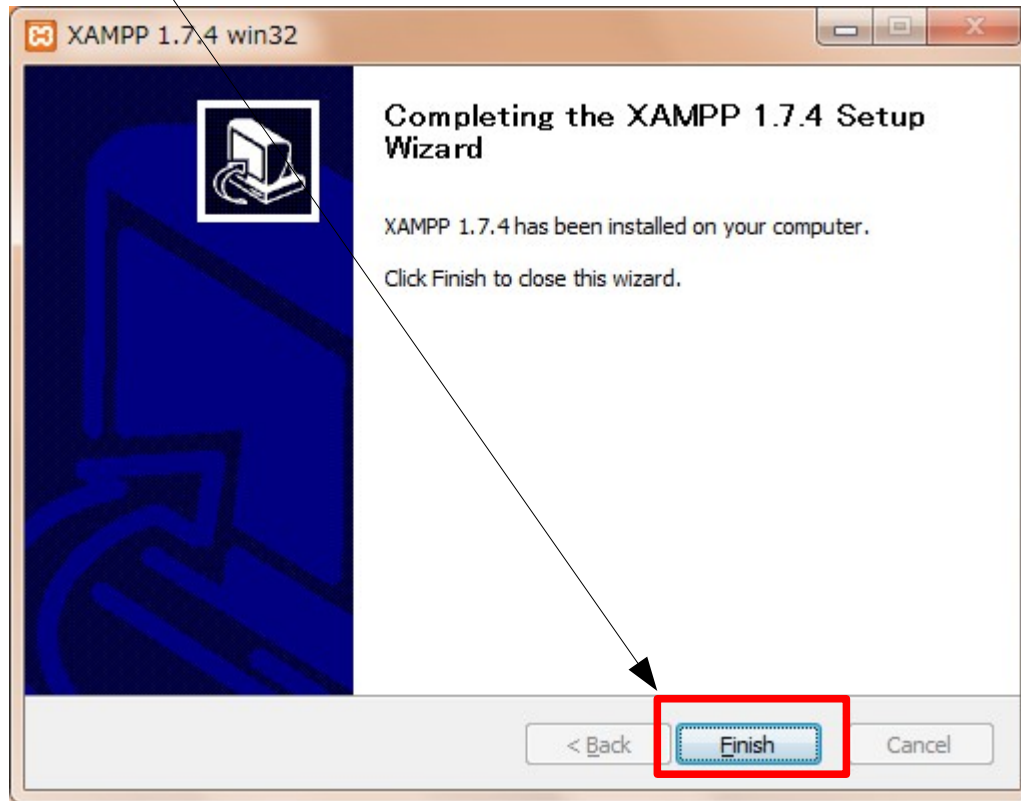 XAMPP 1.7.4 win32
Completing the XAMPP 1.7.4 Setup
Wizard
XAMPP 1.7.4 has been installed on your computer.
Click Finish to close this wizard.
< Back
Finish
Cancel